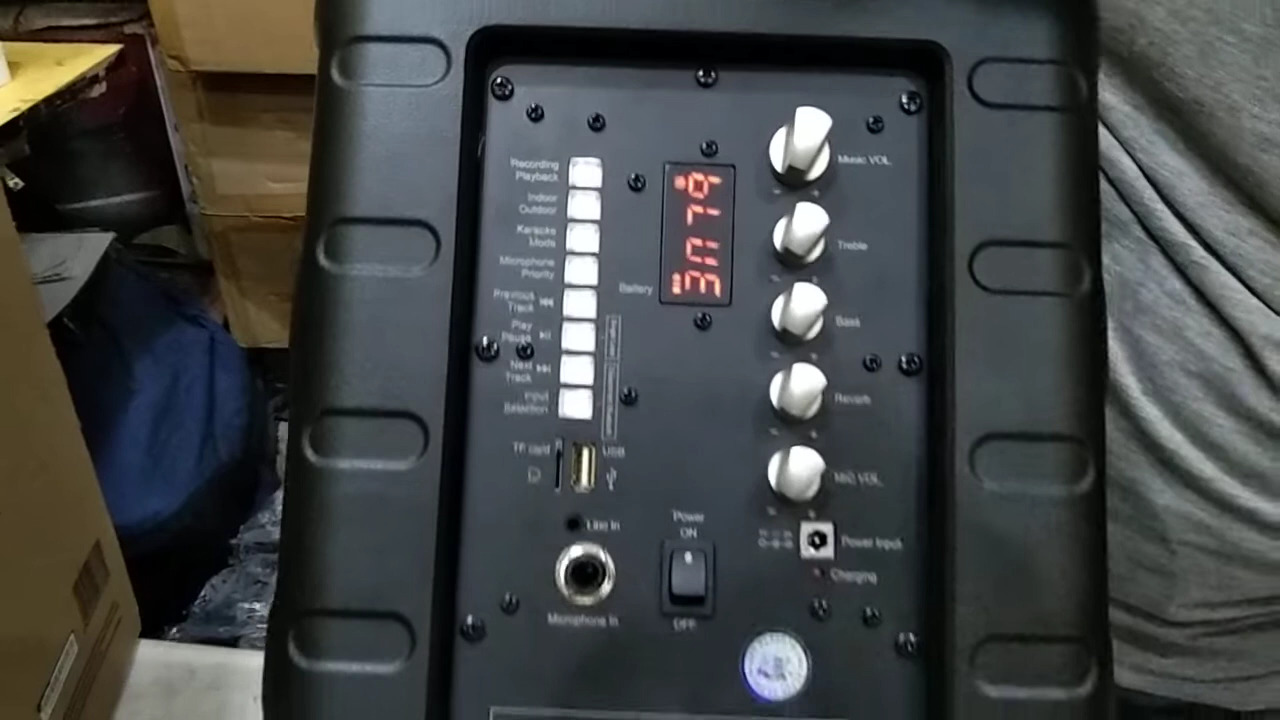 Recording
Playback
Indoor
Outdoor
Karaoke
Mode
Microphone
Priority
Previous
Track
Play
Pause
Next
Track
Input
Selection
TF card
USB
Line In
Microphone In
Battery
Power
ON
OFF
Music VOL
Treble
Bass
Reverb
MIC VOL
Power Input
Charging